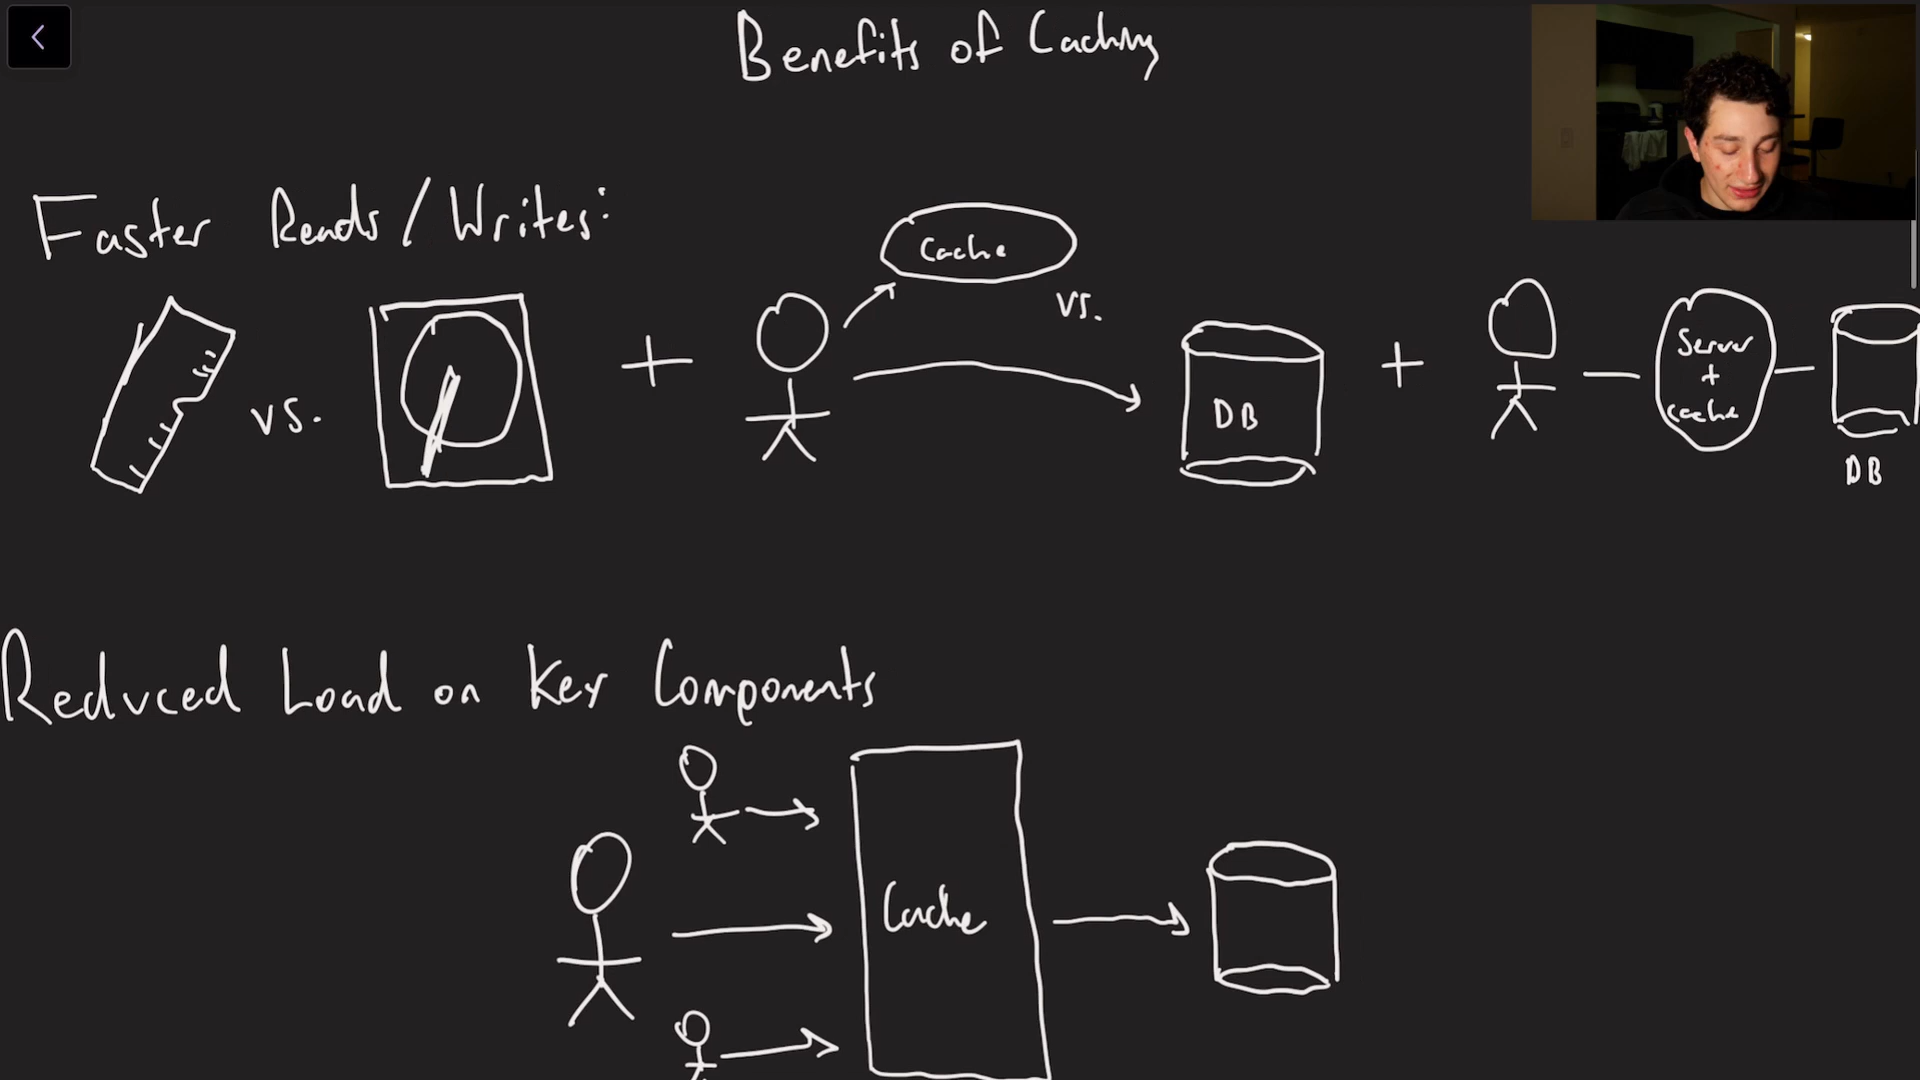 Benefits of Caching
Faster Reads/Writes:
vs.
+
Cache
vs.
DB
+
Server
+
cache
DB
Reduced Load on Key Components
Cache